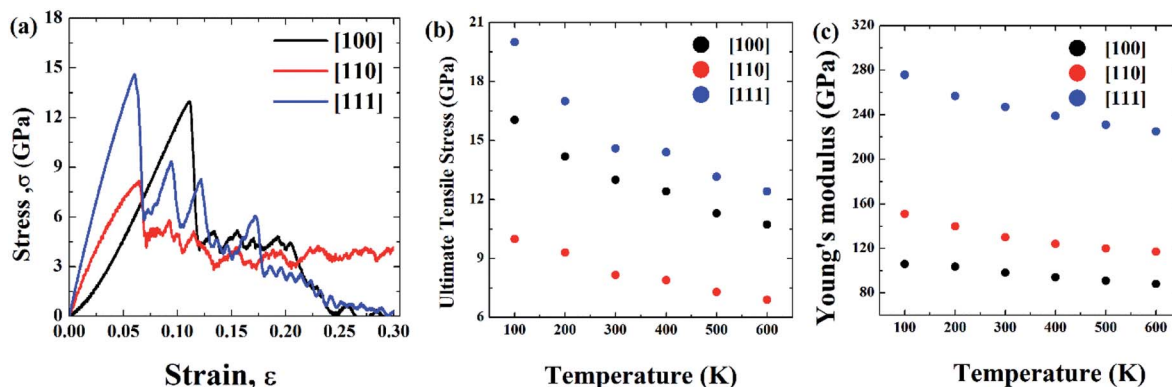 (a)
[100]
[110]
[111]
Stress ,σ (GPa)
15
12
9
6
3
0
0.00 0.05 0.10 0.15 0.20 0.25 0.30
Strain, ε
(b)
[100]
[110]
[111]
Ultimate Tensile Stress (GPa)
21
18
15
12
9
6
100 200 300 400 500 600
Temperature (K)
(c)
[100]
[110]
[111]
Young's modulus (GPa)
320
280
240
200
160
120
80
100 200 300 400 500 600
Temperature (K)